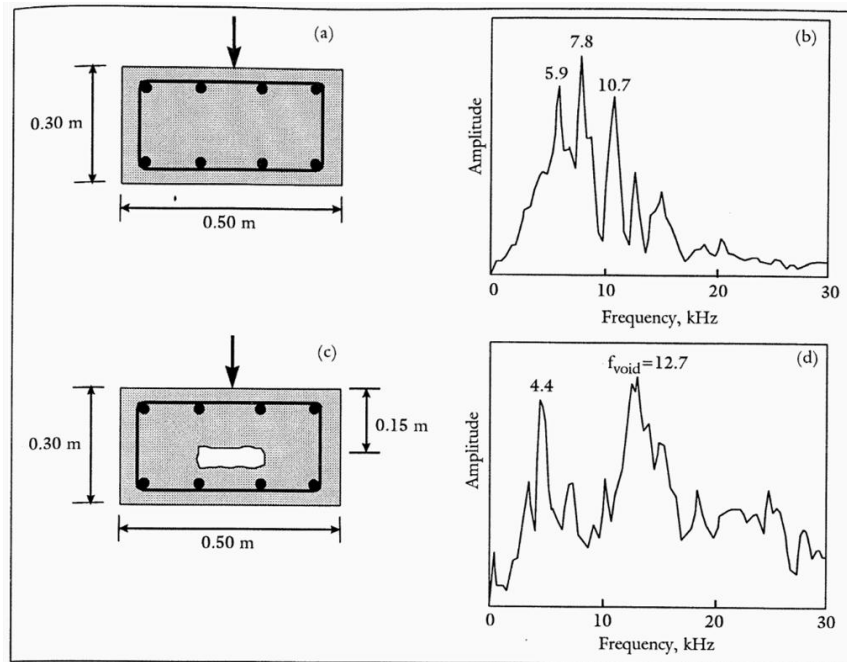 (a)
0.30 m
0.50 m
(b)
7.8
5.9
10.7
Amplitude
0
10
20
30
Frequency, kHz
(c)
0.30 m
0.15 m
0.50 m
(d)
f_void=12.7
4.4
Amplitude
0
10
20
30
Frequency, kHz